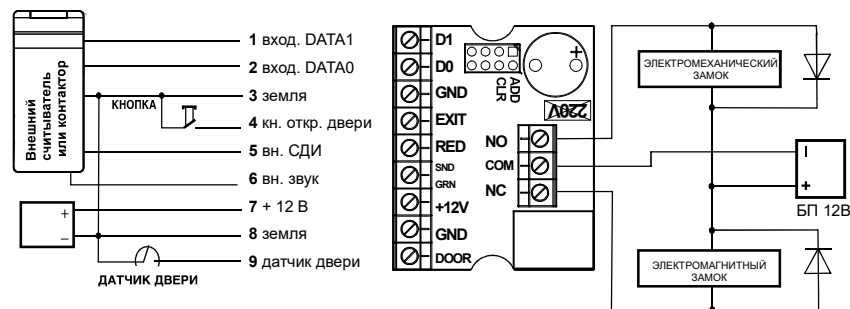 Внешний
считыватель
или контактор
1 вход. DATA1
2 вход. DATA0
3 земля
КНОПКА
4 кн. откр. двери
5 вн. СДИ
6 вн. звук
+
7 + 12 В
–
8 земля
9 датчик двери
ДАТЧИК ДВЕРИ
D1
D0
GND
EXIT
RED
SND
GRN
+12V
GND
DOOR
ADD
CLR
+
220V
NO
COM
NC
ЭЛЕКТРОМЕХАНИЧЕСКИЙ
ЗАМОК
I
+
БП 12В
ЭЛЕКТРОМАГНИТНЫЙ
ЗАМОК